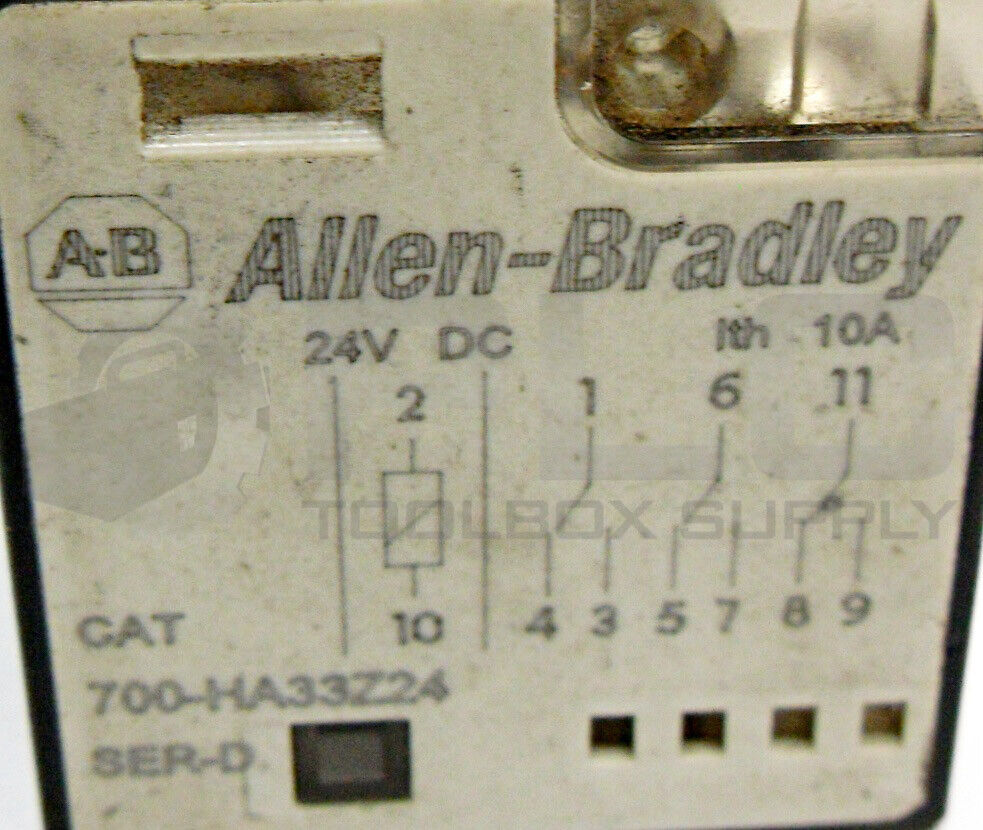 A-B Allen-Bradley
24V DC Ith 10A
2 1 6 11
TOOLBOX SUPPLY
10 4 3 5 7 8 9
CAT
700-HA33Z24
SER-D